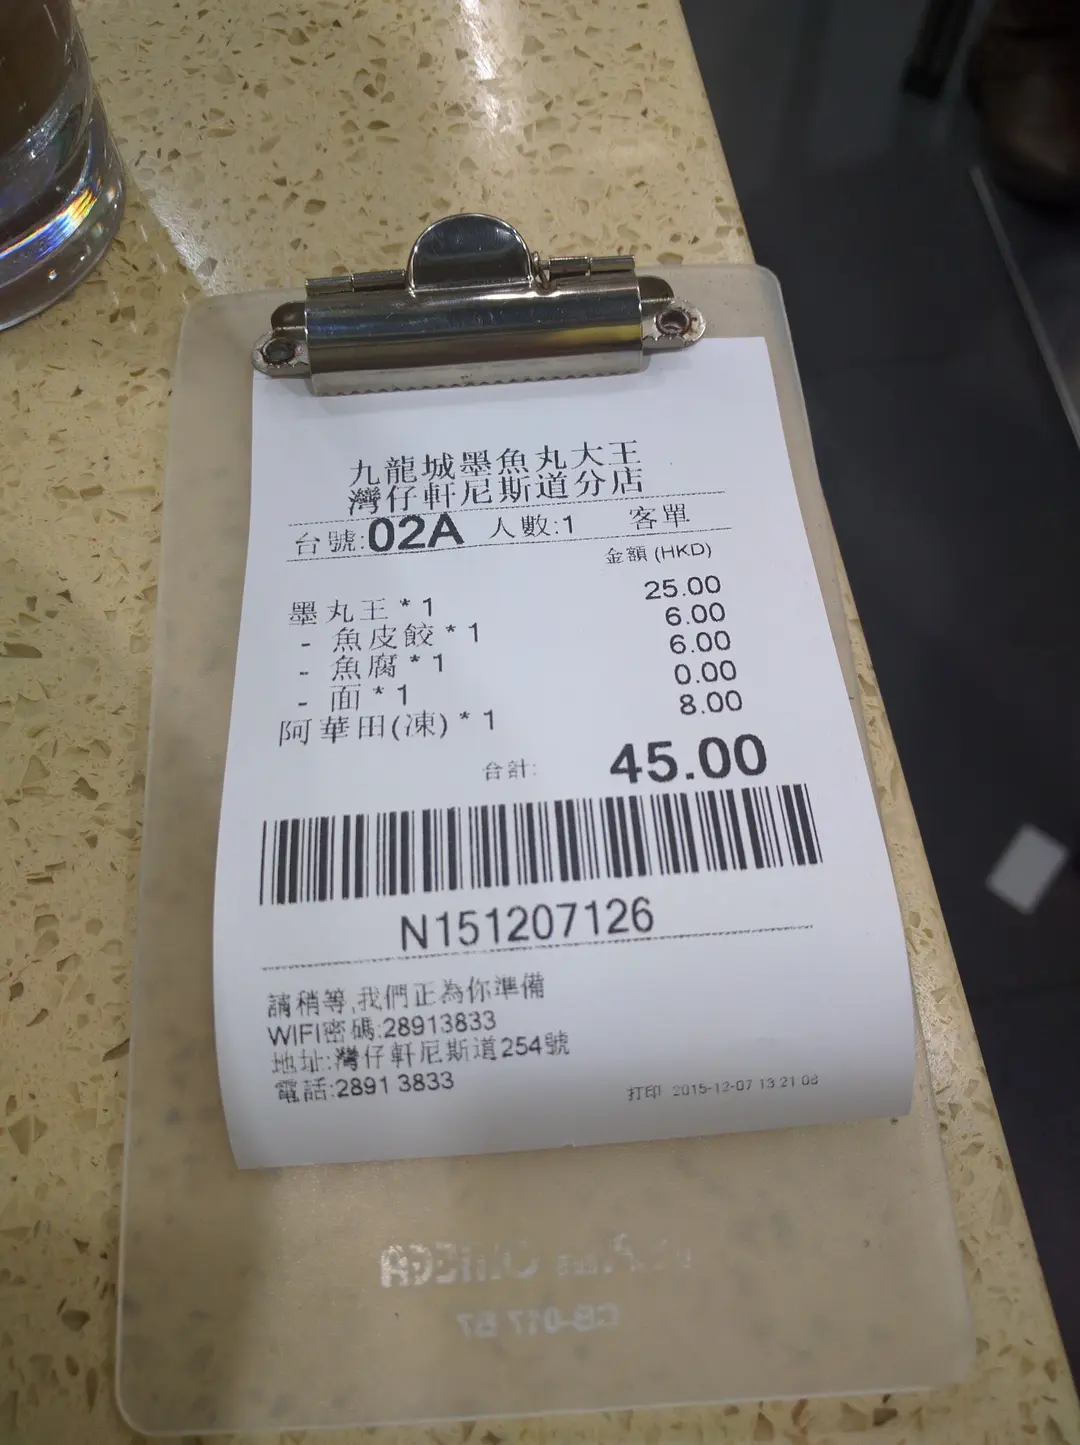 九龍城墨魚丸大王
灣仔軒尼斯道分店
台號:02A 人數:1 客單
金額 (HKD)
墨丸王 * 1 25.00
- 魚皮餃 * 1 6.00
- 魚腐 * 1 6.00
- 面 * 1 0.00
阿華田(凍) * 1 8.00
合計: 45.00
N151207126
請稍等,我們正為你準備
WIFI密碼:28913833
地址:灣仔軒尼斯道254號
電話:2891 3833
打印 2015-12-07 13:21:08